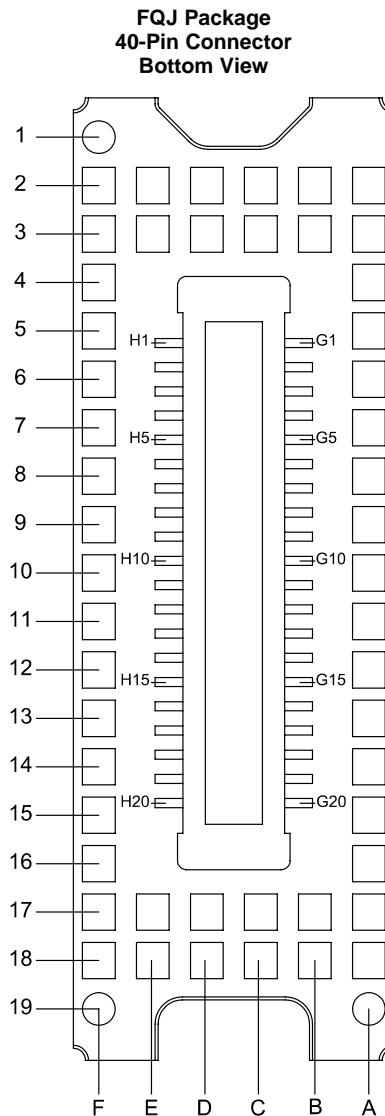 FQJ Package
40-Pin Connector
Bottom View
1
2
3
4
5
H1 G1
6
7
H5 G5
8
9
10
H10 G10
11
12
H15 G15
13
14
15
H20 G20
16
17
18
19
F E D C B A